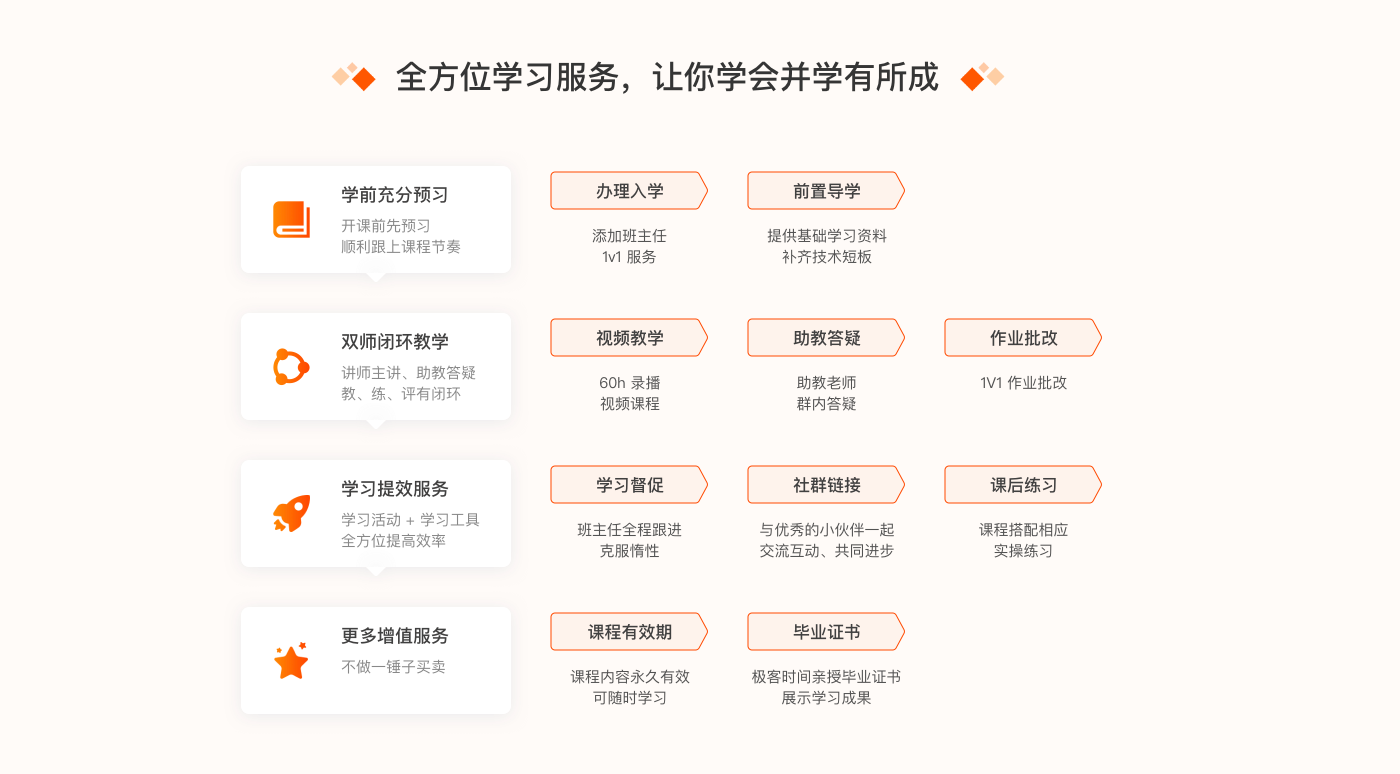 全方位学习服务，让你学会并学有所成
学前充分预习
开课前先预习
顺利跟上课程节奏
办理入学
添加班主任
1v1 服务
前置导学
提供基础学习资料
补齐技术短板
双师闭环教学
讲师主讲、助教答疑
教、练、评有闭环
视频教学
60h 录播
视频课程
助教答疑
助教老师
群内答疑
作业批改
1V1 作业批改
学习提效服务
学习活动 + 学习工具
全方位提高效率
学习督促
班主任全程跟进
克服惰性
社群链接
与优秀的小伙伴一起
交流互动、共同进步
课后练习
课程搭配相应
实操练习
更多增值服务
不做一锤子买卖
课程有效期
课程内容永久有效
可随时学习
毕业证书
极客时间亲授毕业证书
展示学习成果